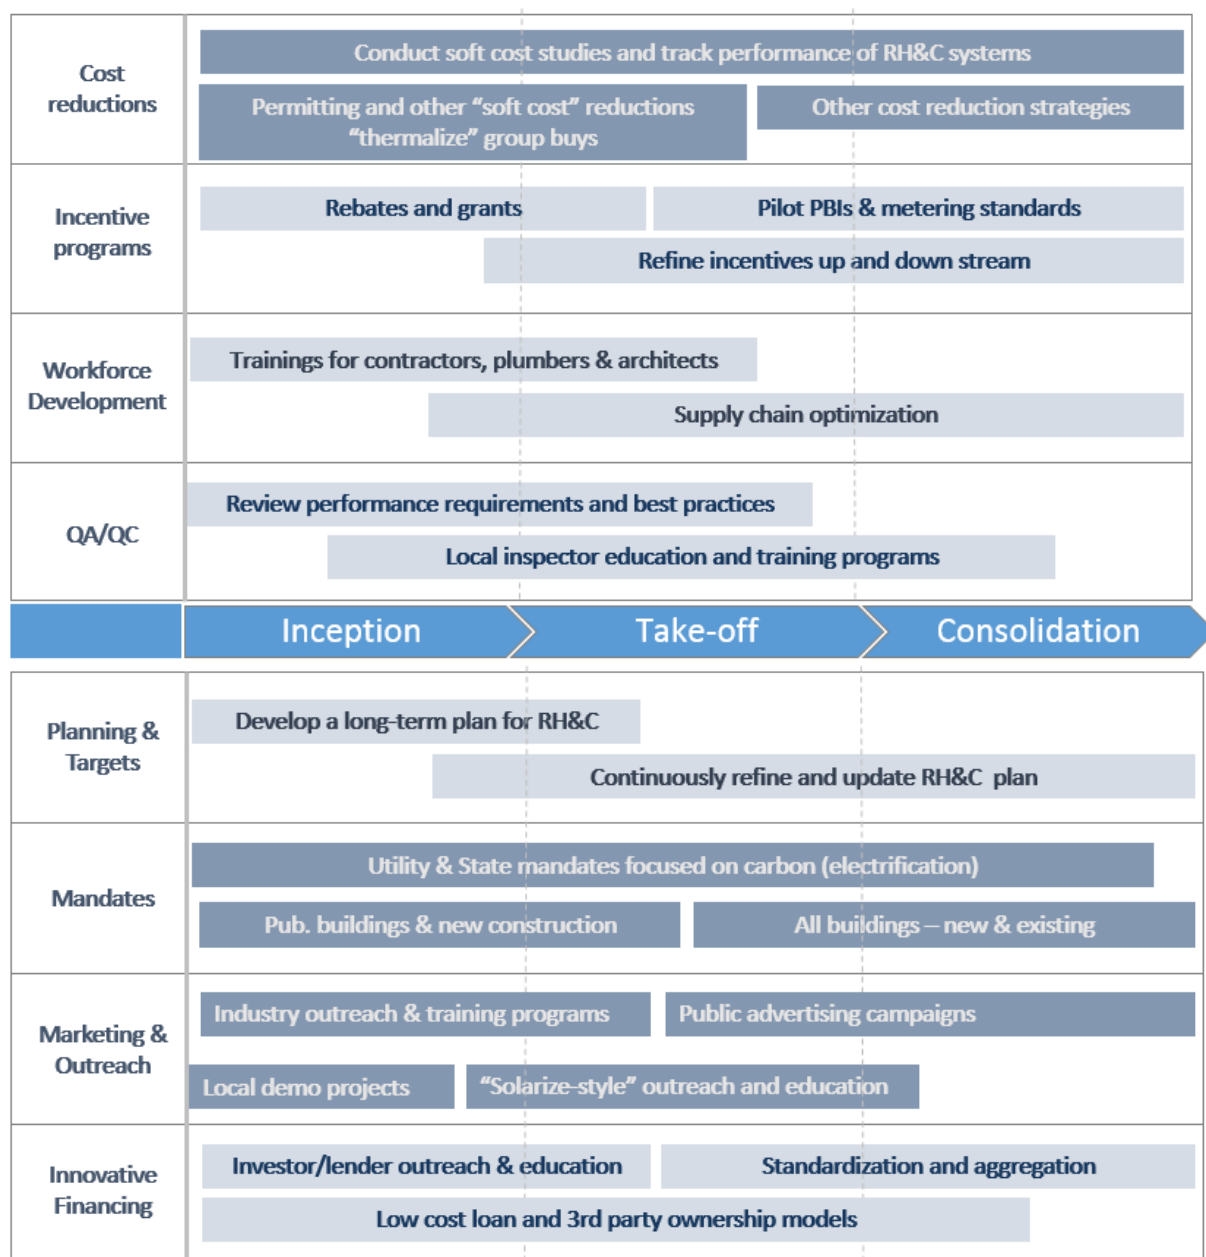 Cost
reductions
Conduct soft cost studies and track performance of RH&C systems
Permitting and other “soft cost” reductions
“thermalize” group buys
Other cost reduction strategies
Incentive
programs
Rebates and grants
Pilot PBIs & metering standards
Refine incentives up and down stream
Workforce
Development
Trainings for contractors, plumbers & architects
Supply chain optimization
QA/QC
Review performance requirements and best practices
Local inspector education and training programs
Inception
Take-off
Consolidation
Planning &
Targets
Develop a long-term plan for RH&C
Continuously refine and update RH&C plan
Mandates
Utility & State mandates focused on carbon (electrification)
Pub. buildings & new construction
All buildings – new & existing
Marketing &
Outreach
Industry outreach & training programs
Public advertising campaigns
Local demo projects
“Solarize-style” outreach and education
Innovative
Financing
Investor/lender outreach & education
Standardization and aggregation
Low cost loan and 3rd party ownership models